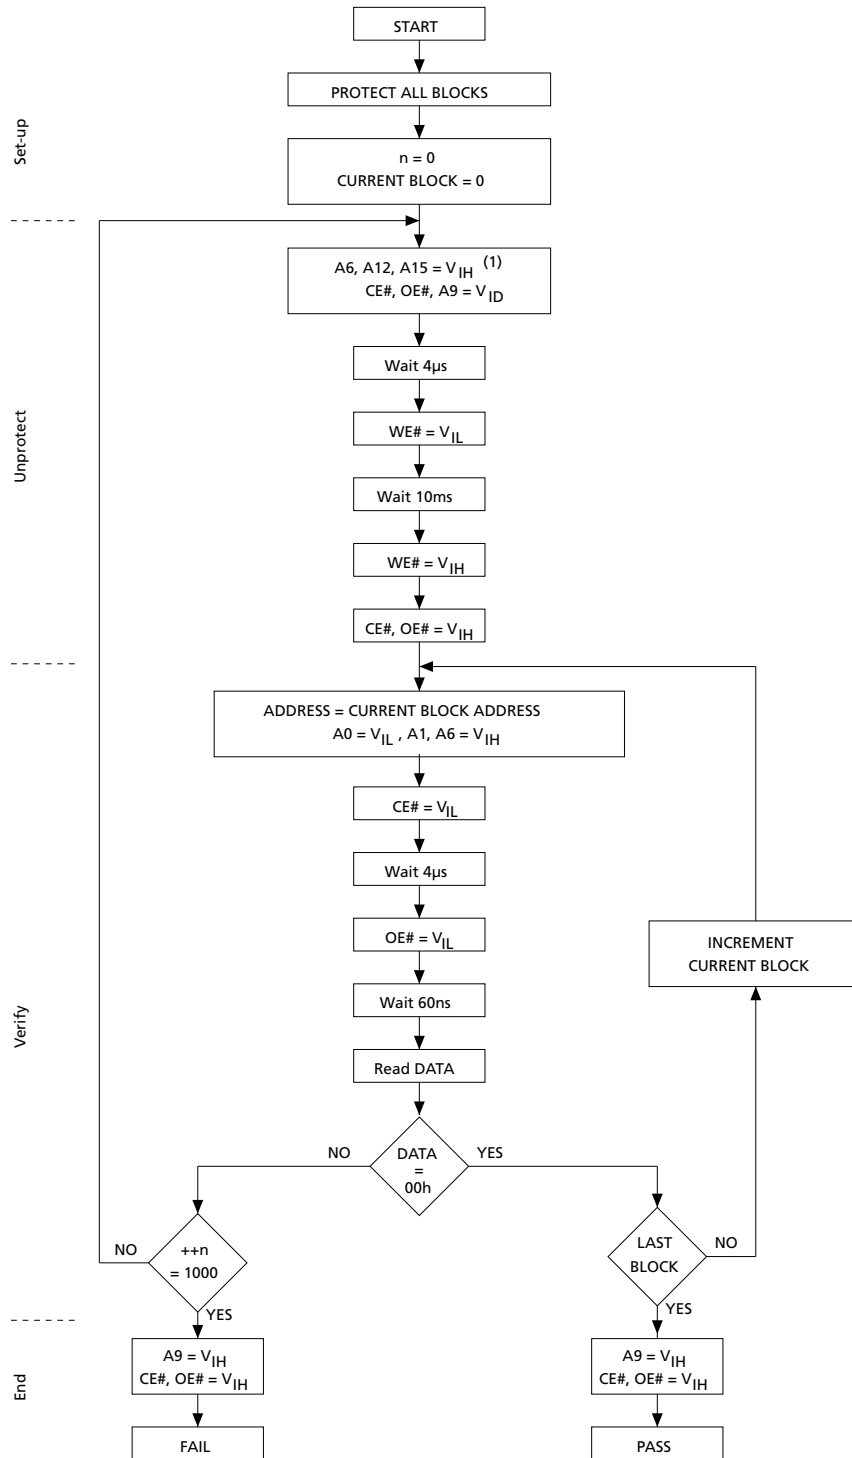 START
PROTECT ALL BLOCKS
Set-up
n = 0
CURRENT BLOCK = 0
A6, A12, A15 = VIH (1)
CE#, OE#, A9 = VID
Wait 4µs
Unprotect
WE# = VIL
Wait 10ms
WE# = VIH
CE#, OE# = VIH
ADDRESS = CURRENT BLOCK ADDRESS
A0 = VIL , A1, A6 = VIH
CE# = VIL
Wait 4µs
OE# = VIL
INCREMENT
CURRENT BLOCK
Wait 60ns
Verify
Read DATA
NO
DATA
=
00h
YES
NO
++n
= 1000
LAST
BLOCK
NO
YES
YES
End
A9 = VIH
CE#, OE# = VIH
A9 = VIH
CE#, OE# = VIH
FAIL
PASS